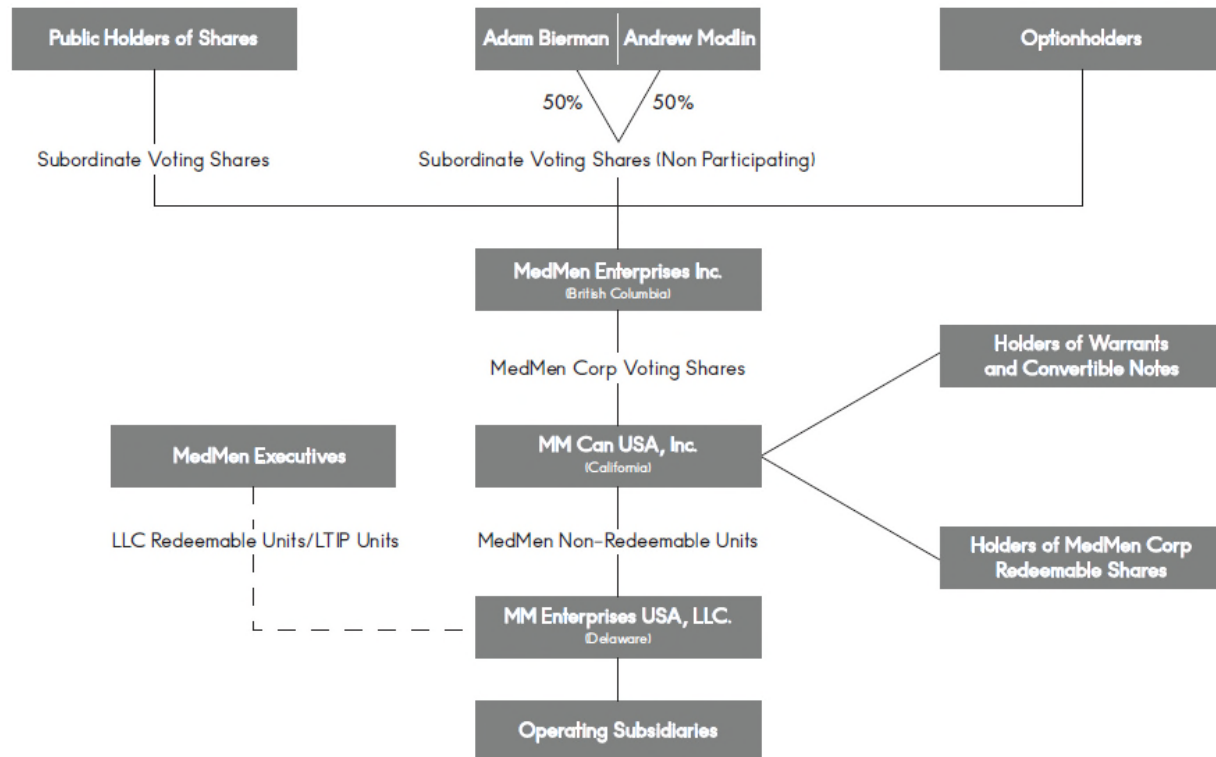 Public Holders of Shares
Adam Bierman
Andrew Modlin
Optionholders
50%
50%
Subordinate Voting Shares
Subordinate Voting Shares (Non Participating)
MedMen Enterprises Inc.
(British Columbia)
MedMen Corp Voting Shares
Holders of Warrants
and Convertible Notes
MedMen Executives
MM Can USA, Inc.
(California)
LLC Redeemable Units/LTIP Units
MedMen Non-Redeemable Units
Holders of MedMen Corp
Redeemable Shares
MM Enterprises USA, LLC.
(Delaware)
Operating Subsidiaries